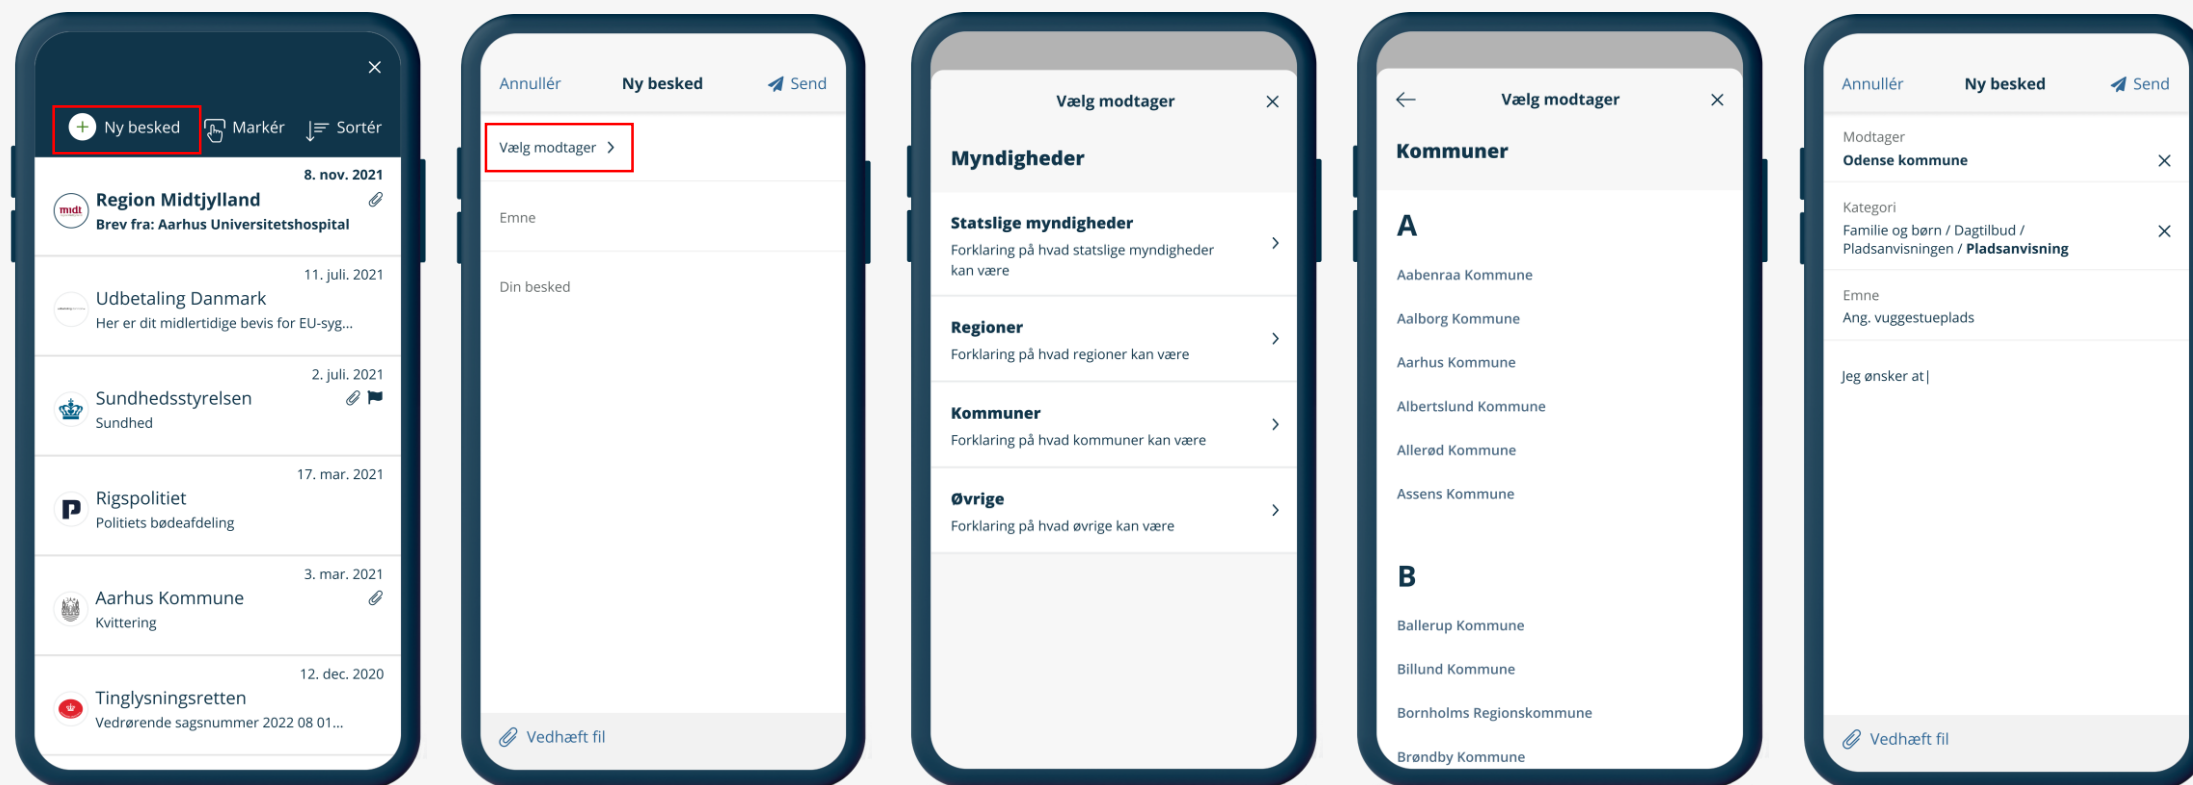 Ny besked
Markér
Sortér
8. nov. 2021
midt
Region Midtjylland
Brev fra: Aarhus Universitetshospital
11. juli. 2021
Udbetaling Danmark
Her er dit midlertidige bevis for EU-syg...
2. juli. 2021
Sundhedsstyrelsen
Sundhed
17. mar. 2021
Rigspolitiet
Politiets bødeafdeling
3. mar. 2021
Aarhus Kommune
Kvittering
12. dec. 2020
Tinglysningsretten
Vedrørende sagsnummer 2022 08 01...
Annullér
Ny besked
Send
Vælg modtager
Emne
Din besked
Vedhæft fil
Vælg modtager
Myndigheder
Statslige myndigheder
Forklaring på hvad statslige myndigheder
kan være
Regioner
Forklaring på hvad regioner kan være
Kommuner
Forklaring på hvad kommuner kan være
Øvrige
Forklaring på hvad øvrige kan være
Vælg modtager
Kommuner
A
Aabenraa Kommune
Aalborg Kommune
Aarhus Kommune
Albertslund Kommune
Allerød Kommune
Assens Kommune
B
Ballerup Kommune
Billund Kommune
Bornholms Regionskommune
Brøndby Kommune
Annullér
Ny besked
Send
Modtager
Odense kommune
Kategori
Familie og børn / Dagtilbud /
Pladsanvisningen / Pladsanvisning
Emne
Ang. vuggestueplads
Jeg ønsker at
Vedhæft fil